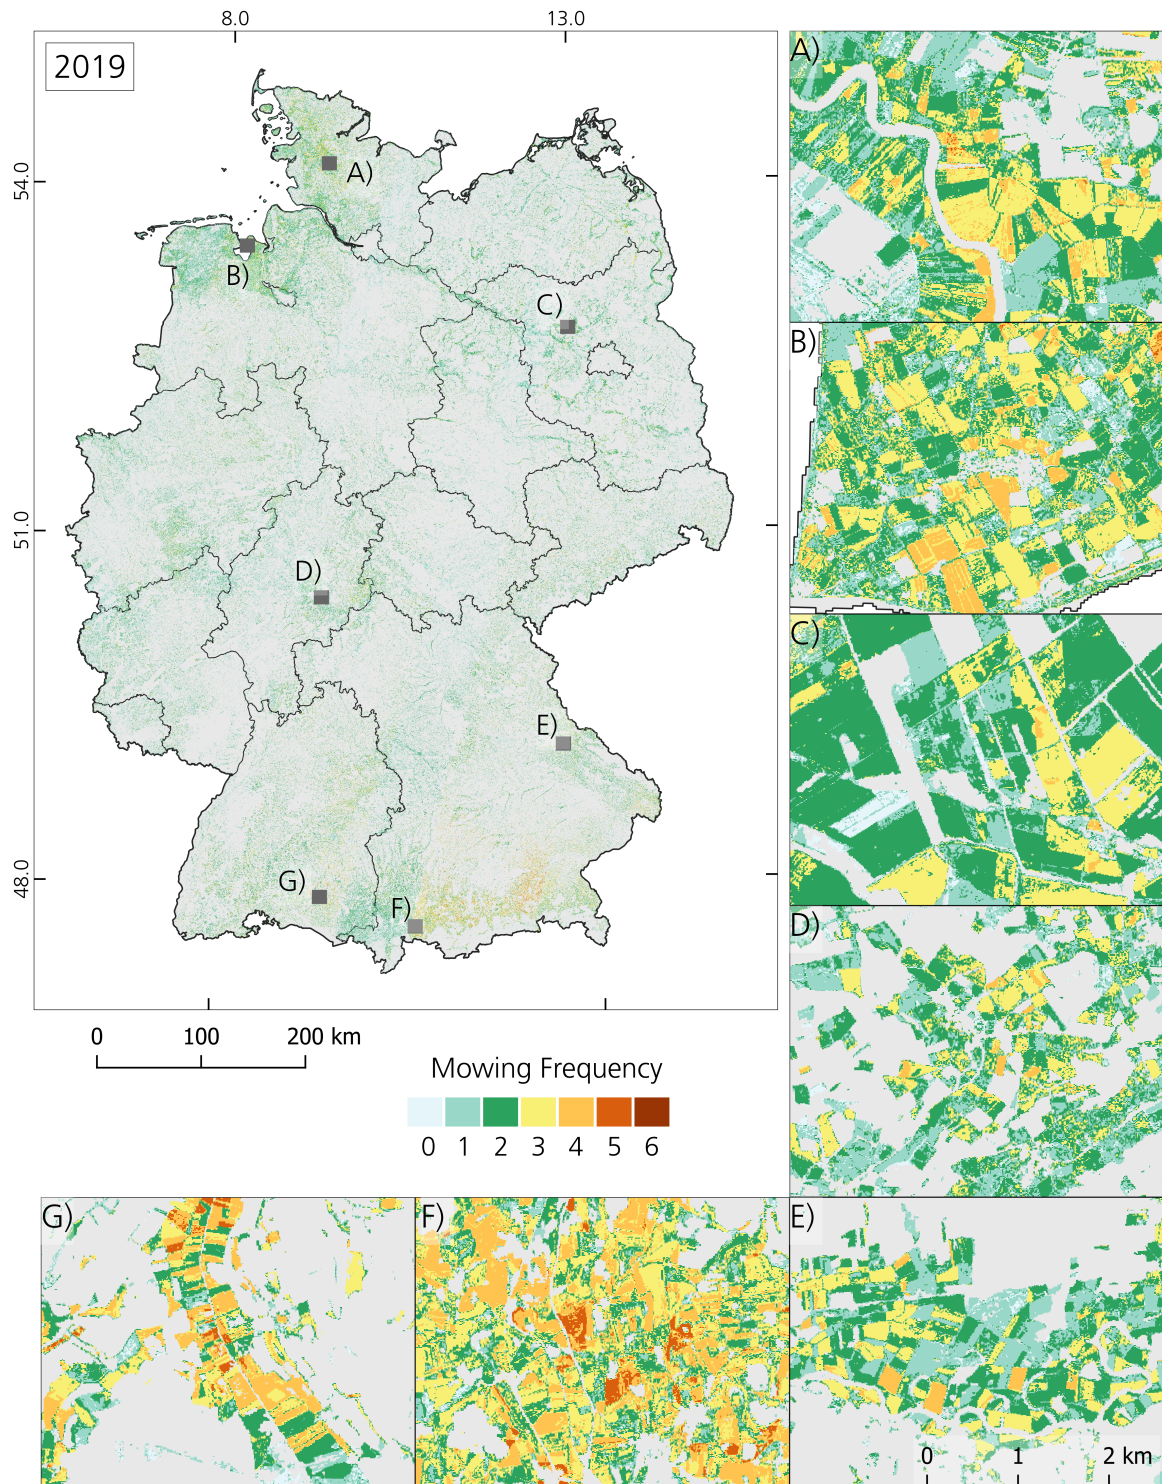 8.0 13.0
2019
A)
54.0
B)
C)
51.0
D)
E)
48.0
G)
F)
0 100 200 km
Mowing Frequency
0 1 2 3 4 5 6
A)
B)
C)
D)
G) F) E)
0 1 2 km